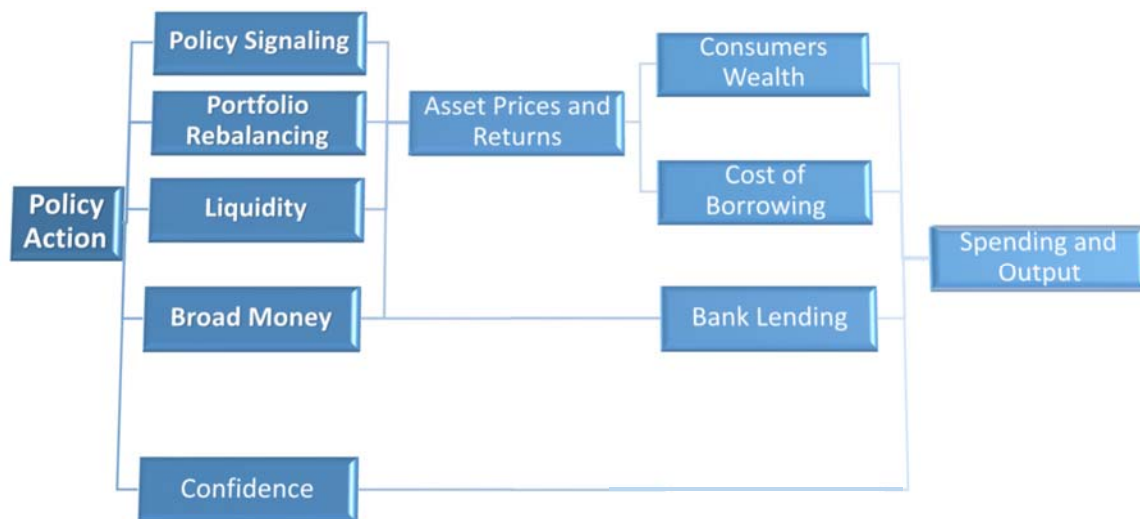 Policy Signaling
Portfolio
Rebalancing
Liquidity
Policy
Action
Broad Money
Confidence
Asset Prices and
Returns
Consumers
Wealth
Cost of
Borrowing
Bank Lending
Spending and
Output